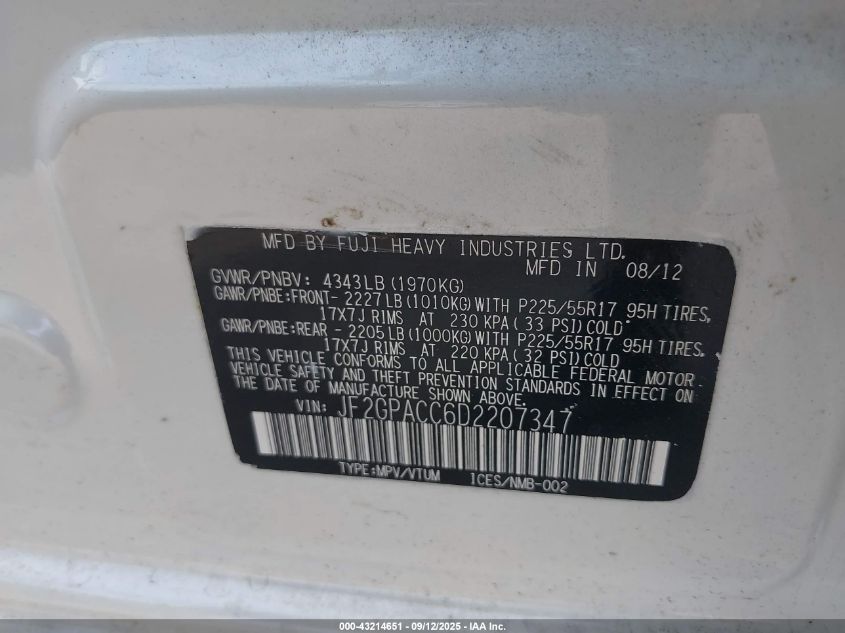 MFD BY FUJI HEAVY INDUSTRIES LTD.
MFD IN 08/12
GVWR/PNBV: 4343LB (1970KG)
GAWR/PNBE:FRONT- 2227LB (1010KG) WITH P225/55R17 95H TIRES,
17X7J RIMS AT 230 KPA ( 33 PSI) COLD
GAWR/PNBE:REAR - 2205LB (1000KG) WITH P225/55R17 95H TIRES,
17X7J RIMS AT 220 KPA ( 32 PSI) COLD
THIS VEHICLE CONFORMS TO ALL APPLICABLE FEDERAL MOTOR
VEHICLE SAFETY AND THEFT PREVENTION STANDARDS IN EFFECT ON
THE DATE OF MANUFACTURE SHOWN ABOVE.
VIN: JF2GPACC6D2207347
TYPE:MPV/VTUM ICES/NMB-002
000-43214651 - 09/12/2025 - IAA Inc.